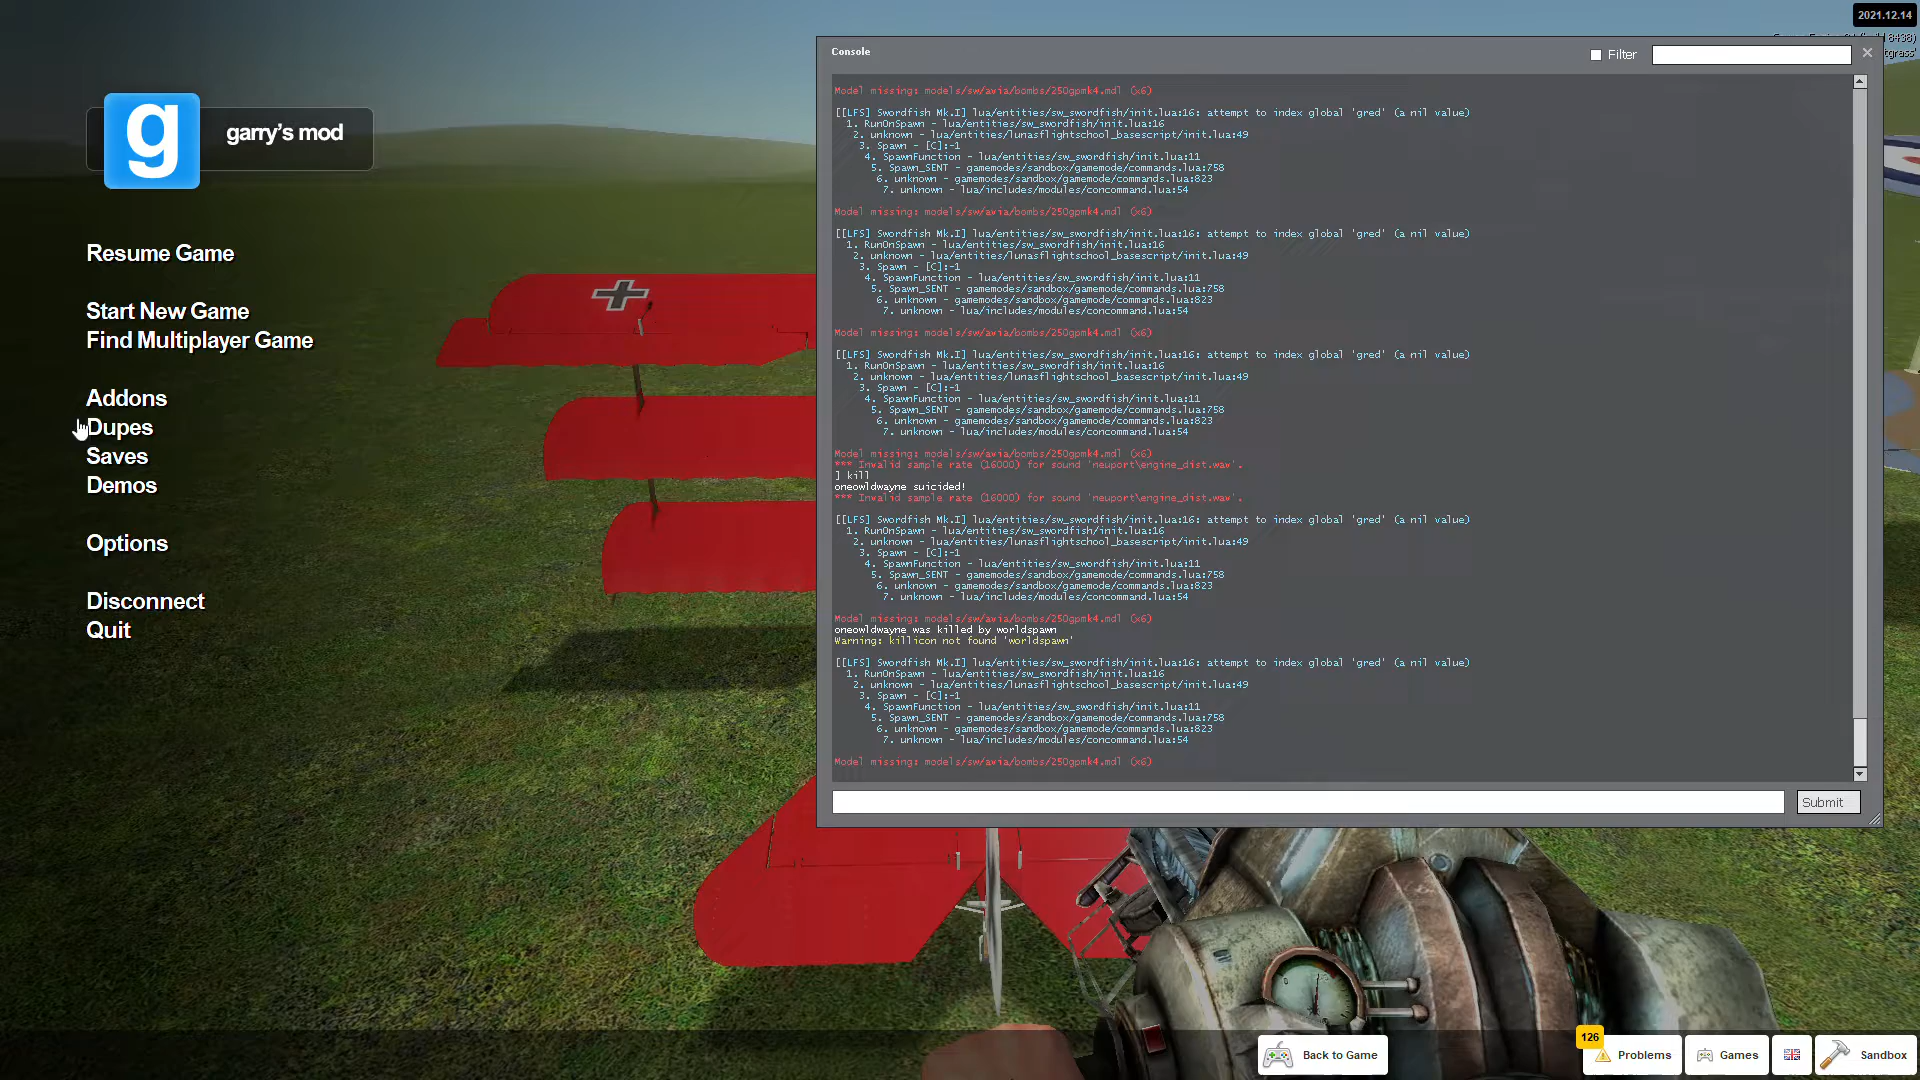 2021.12.14
8438)
tgrass'
Console
Filter
g
garry's mod
Resume Game
Start New Game
Find Multiplayer Game
Addons
Dupes
Saves
Demos
Options
Disconnect
Quit
Model missing: models/sw/avia/bombs/250gpmk4.mdl (x6)
[[LFS] Swordfish Mk.I] lua/entities/sw_swordfish/init.lua:16: attempt to index global 'gred' (a nil value)
1. RunOnSpawn - lua/entities/sw_swordfish/init.lua:16
2. unknown - lua/entities/lunasflightschool_basescript/init.lua:49
3. Spawn - [C]:-1
4. SpawnFunction - lua/entities/sw_swordfish/init.lua:11
5. Spawn_SENT - gamemodes/sandbox/gamemode/commands.lua:758
6. unknown - gamemodes/sandbox/gamemode/commands.lua:823
7. unknown - lua/includes/modules/concommand.lua:54
Model missing: models/sw/avia/bombs/250gpmk4.mdl (x6)
[[LFS] Swordfish Mk.I] lua/entities/sw_swordfish/init.lua:16: attempt to index global 'gred' (a nil value)
1. RunOnSpawn - lua/entities/sw_swordfish/init.lua:16
2. unknown - lua/entities/lunasflightschool_basescript/init.lua:49
3. Spawn - [C]:-1
4. SpawnFunction - lua/entities/sw_swordfish/init.lua:11
5. Spawn_SENT - gamemodes/sandbox/gamemode/commands.lua:758
6. unknown - gamemodes/sandbox/gamemode/commands.lua:823
7. unknown - lua/includes/modules/concommand.lua:54
Model missing: models/sw/avia/bombs/250gpmk4.mdl (x6)
[[LFS] Swordfish Mk.I] lua/entities/sw_swordfish/init.lua:16: attempt to index global 'gred' (a nil value)
1. RunOnSpawn - lua/entities/sw_swordfish/init.lua:16
2. unknown - lua/entities/lunasflightschool_basescript/init.lua:49
3. Spawn - [C]:-1
4. SpawnFunction - lua/entities/sw_swordfish/init.lua:11
5. Spawn_SENT - gamemodes/sandbox/gamemode/commands.lua:758
6. unknown - gamemodes/sandbox/gamemode/commands.lua:823
7. unknown - lua/includes/modules/concommand.lua:54
Model missing: models/sw/avia/bombs/250gpmk4.mdl (x6)
*** Invalid sample rate (16000) for sound 'neuport\engine_dist.wav'.
] kill
oneowldwayne suicided!
*** Invalid sample rate (16000) for sound 'neuport\engine_dist.wav'.
[[LFS] Swordfish Mk.I] lua/entities/sw_swordfish/init.lua:16: attempt to index global 'gred' (a nil value)
1. RunOnSpawn - lua/entities/sw_swordfish/init.lua:16
2. unknown - lua/entities/lunasflightschool_basescript/init.lua:49
3. Spawn - [C]:-1
4. SpawnFunction - lua/entities/sw_swordfish/init.lua:11
5. Spawn_SENT - gamemodes/sandbox/gamemode/commands.lua:758
6. unknown - gamemodes/sandbox/gamemode/commands.lua:823
7. unknown - lua/includes/modules/concommand.lua:54
Model missing: models/sw/avia/bombs/250gpmk4.mdl (x6)
oneowldwayne was killed by worldspawn
Warning: killicon not found 'worldspawn'
[[LFS] Swordfish Mk.I] lua/entities/sw_swordfish/init.lua:16: attempt to index global 'gred' (a nil value)
1. RunOnSpawn - lua/entities/sw_swordfish/init.lua:16
2. unknown - lua/entities/lunasflightschool_basescript/init.lua:49
3. Spawn - [C]:-1
4. SpawnFunction - lua/entities/sw_swordfish/init.lua:11
5. Spawn_SENT - gamemodes/sandbox/gamemode/commands.lua:758
6. unknown - gamemodes/sandbox/gamemode/commands.lua:823
7. unknown - lua/includes/modules/concommand.lua:54
Model missing: models/sw/avia/bombs/250gpmk4.mdl (x6)
Submit
Back to Game
126
Problems
Games
Sandbox